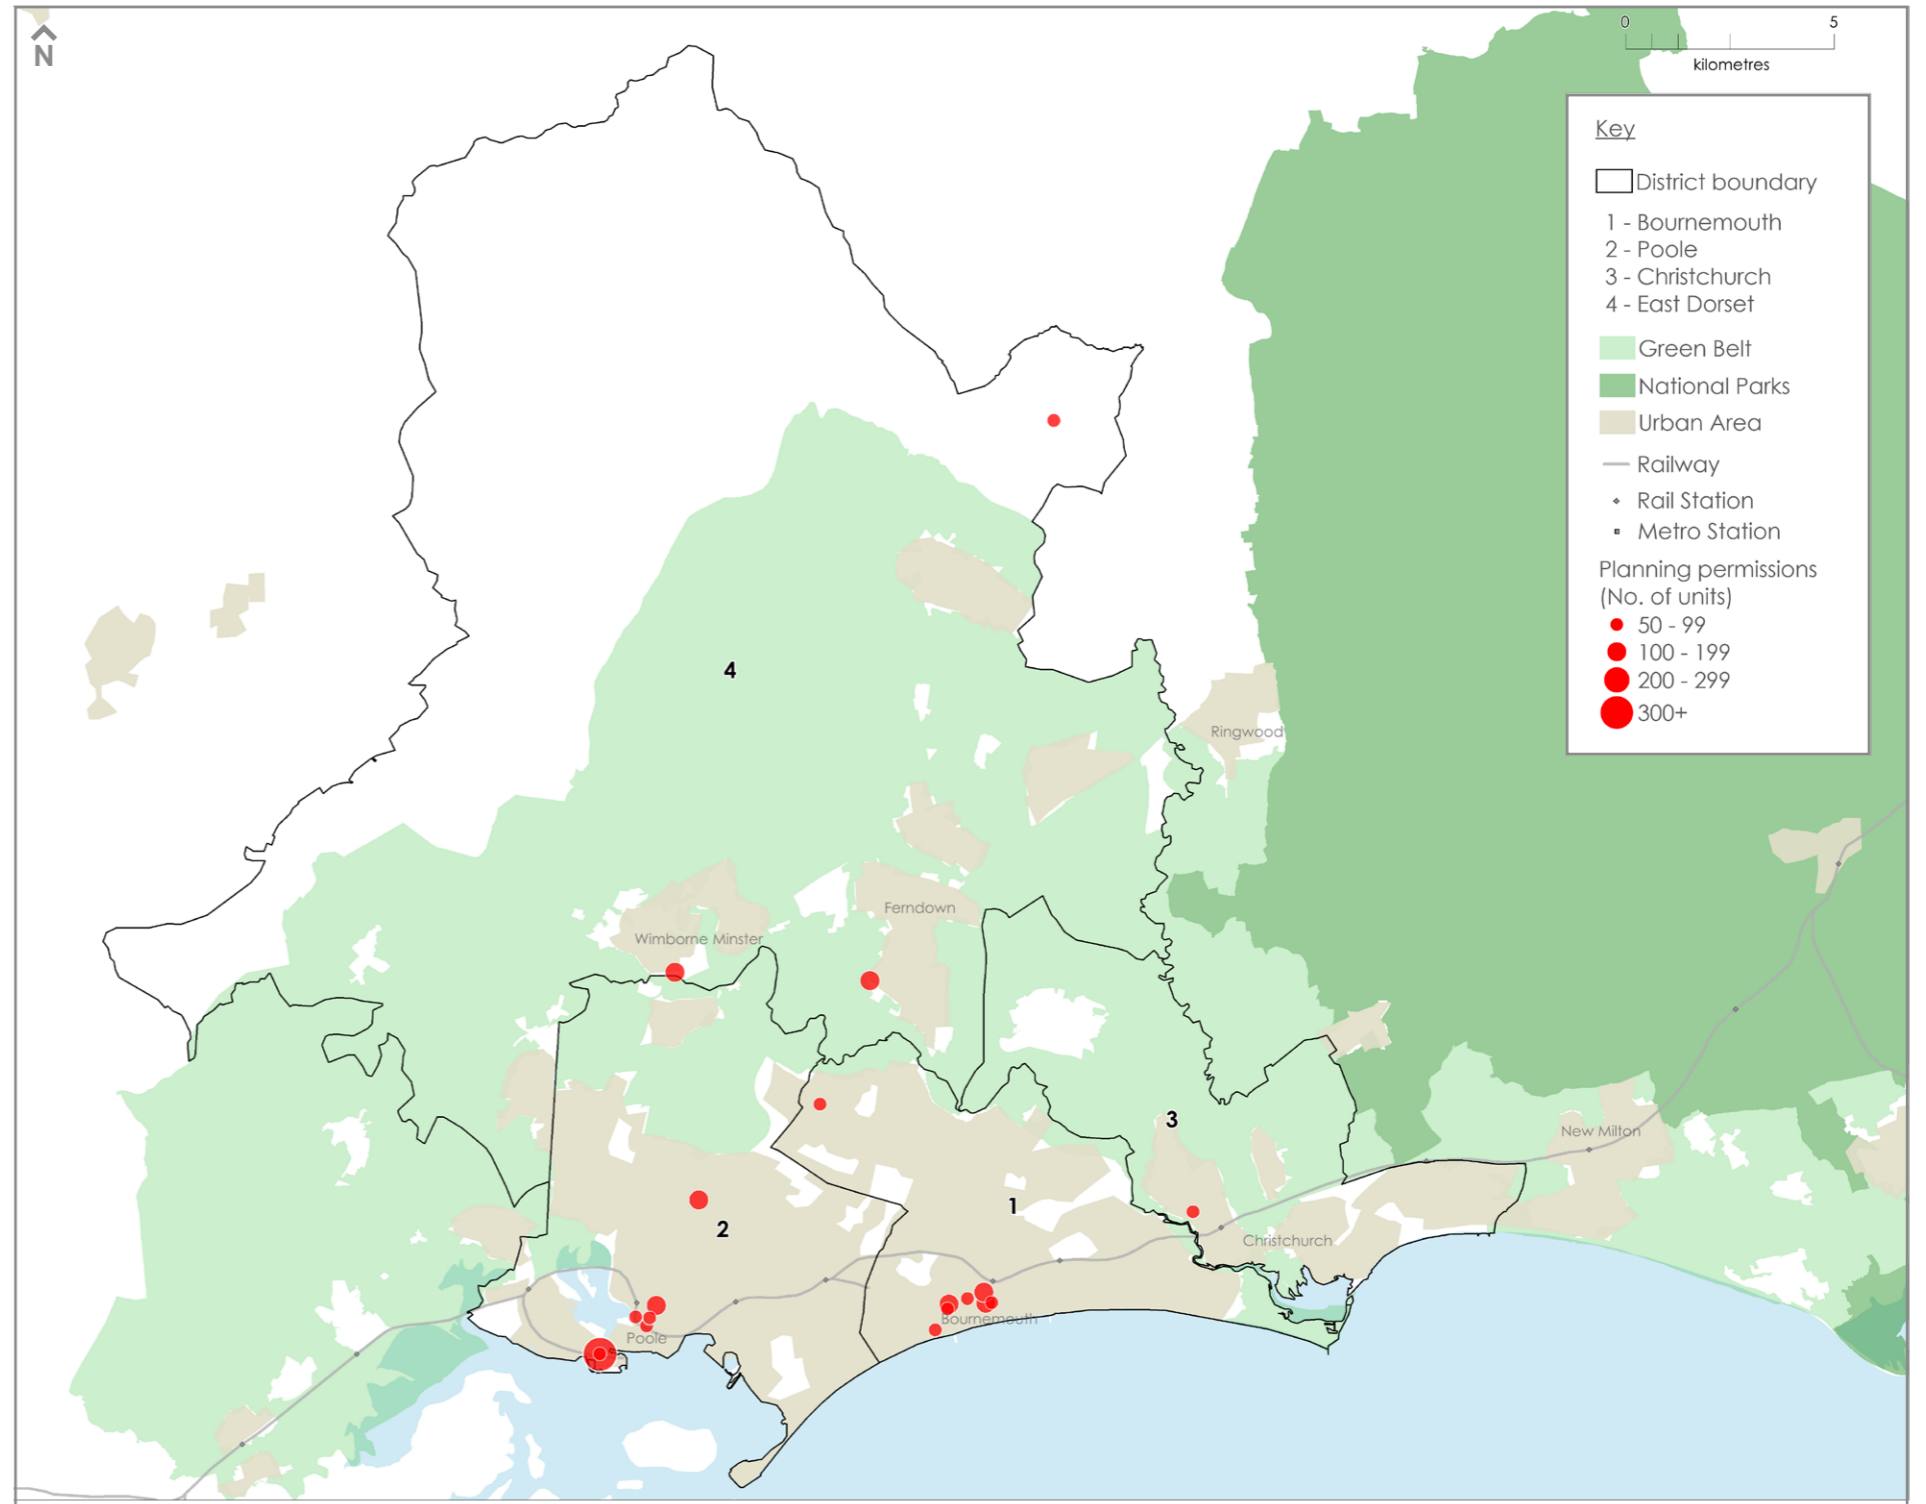 N
0 5
kilometres
Key
District boundary
1 - Bournemouth
2 - Poole
3 - Christchurch
4 - East Dorset
Green Belt
National Parks
Urban Area
Railway
Rail Station
Metro Station
Planning permissions
(No. of units)
50 - 99
100 - 199
200 - 299
300+
4
Ringwood
Ferndown
Wimborne Minster
3
New Milton
1
2
Christchurch
Bournemouth
Poole